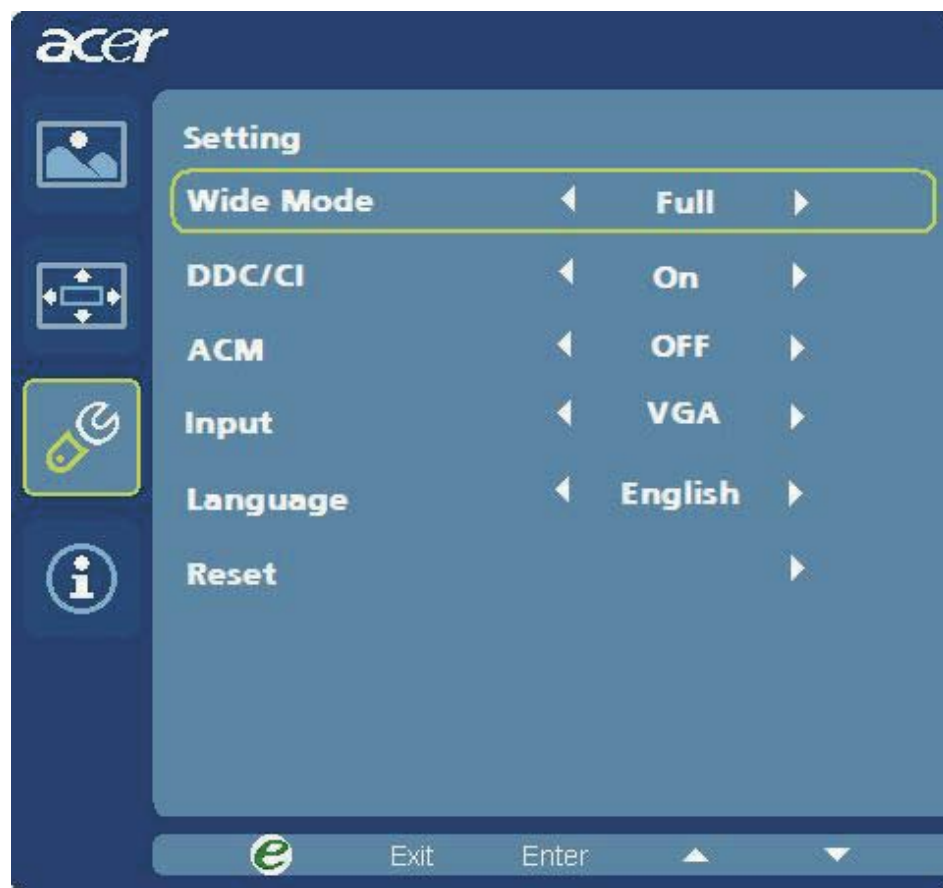 acer
Setting
Wide Mode Full
DDC/CI On
ACM OFF
Input VGA
Language English
Reset
e Exit Enter